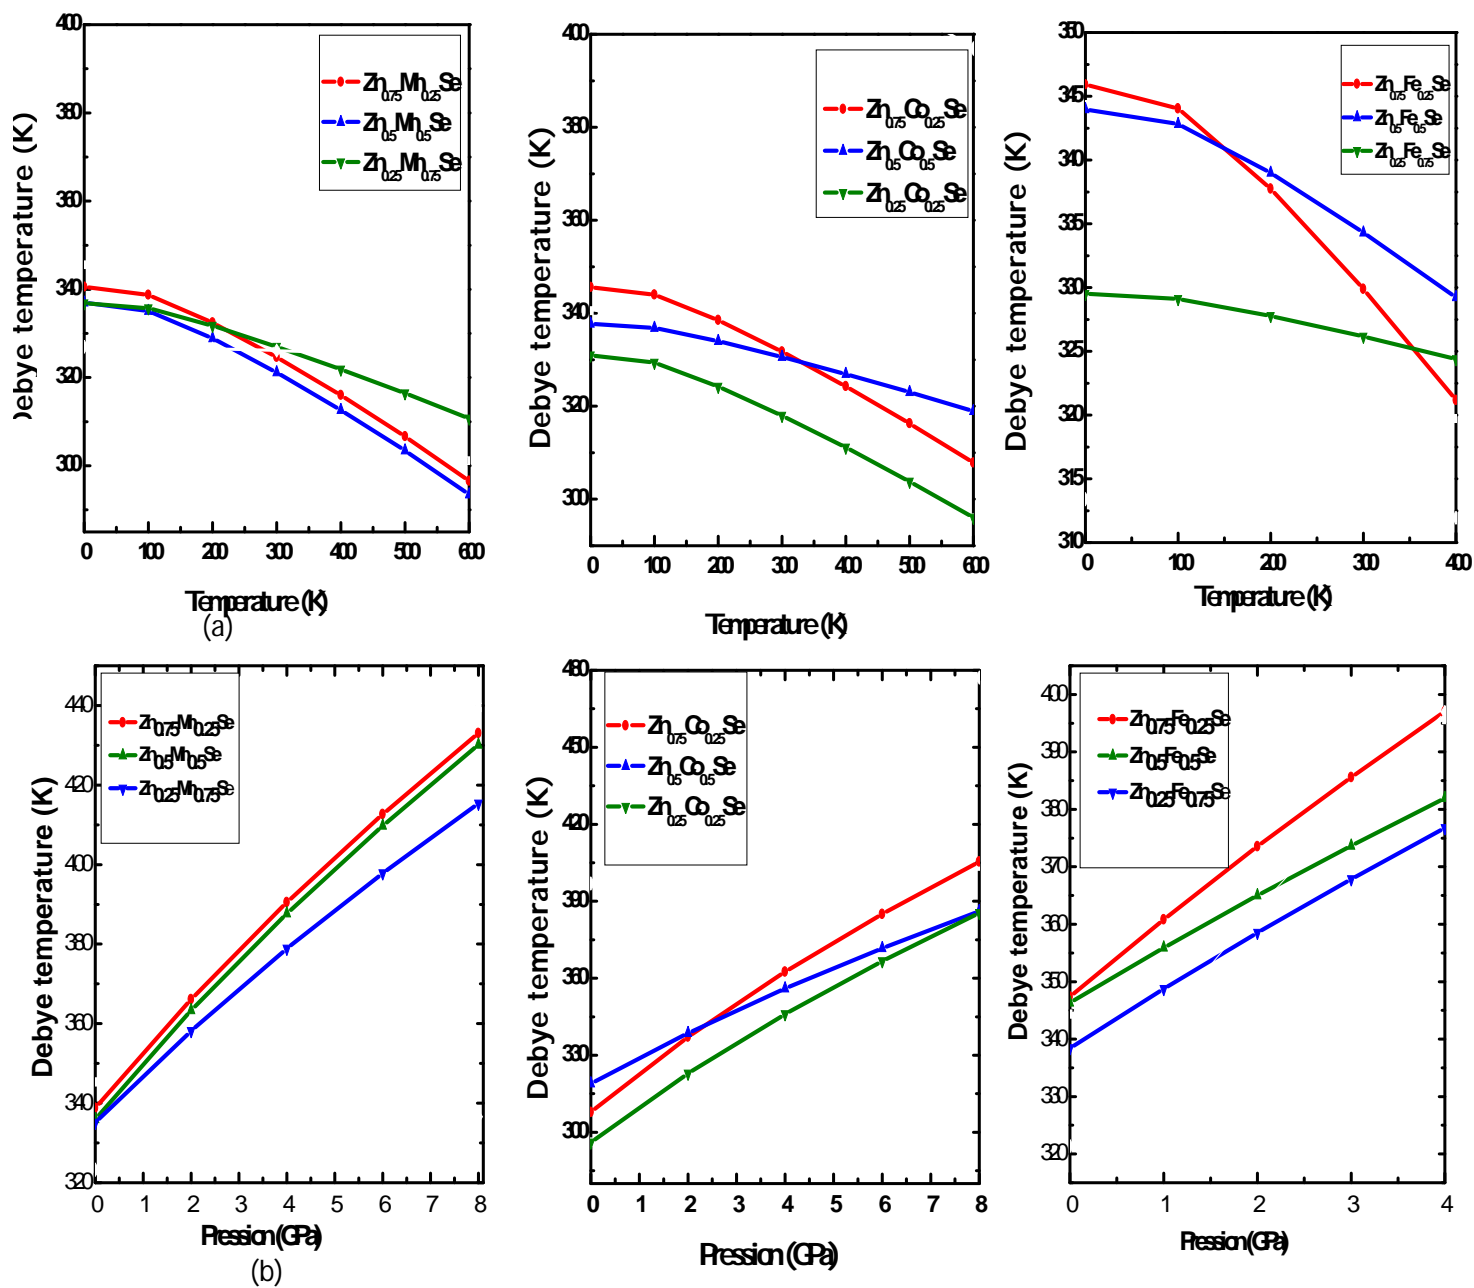 400
380
360
340
320
300
0 100 200 300 400 500 600
Debye temperature (K)
Temperature (K)
Zn0.75Mn0.25Se
Zn0.5Mn0.5Se
Zn0.25Mn0.75Se
(a)
400
380
360
340
320
300
0 100 200 300 400 500 600
Debye temperature (K)
Temperature (K)
Zn0.75Co0.25Se
Zn0.5Co0.5Se
Zn0.25Co0.25Se
350
345
340
335
330
325
320
315
310
0 100 200 300 400
Debye temperature (K)
Temperature (K)
Zn0.75Fe0.25Se
Zn0.5Fe0.5Se
Zn0.25Fe0.75Se
440
420
400
380
360
340
320
0 1 2 3 4 5 6 7 8
Debye temperature (K)
Pression (GPa)
Zn0.75Mn0.25Se
Zn0.5Mn0.5Se
Zn0.25Mn0.75Se
(b)
480
450
420
390
360
330
300
0 1 2 3 4 5 6 7 8
Debye temperature (K)
Pression (GPa)
Zn0.75Co0.25Se
Zn0.5Co0.5Se
Zn0.25Co0.25Se
400
390
380
370
360
350
340
330
320
0 1 2 3 4
Debye temperature (K)
Pression (GPa)
Zn0.75Fe0.25Se
Zn0.5Fe0.5Se
Zn0.25Fe0.75Se